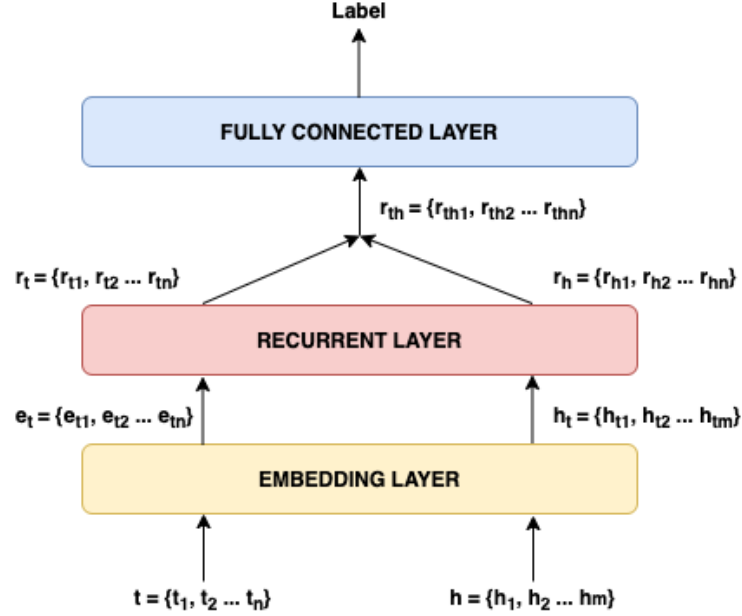 Label
FULLY CONNECTED LAYER
r_th = {r_th1, r_th2 ... r_thn}
r_t = {r_t1, r_t2 ... r_tn}
r_h = {r_h1, r_h2 ... r_hn}
RECURRENT LAYER
e_t = {e_t1, e_t2 ... e_tn}
h_t = {h_t1, h_t2 ... h_tm}
EMBEDDING LAYER
t = {t_1, t_2 ... t_n}
h = {h_1, h_2 ... hm}